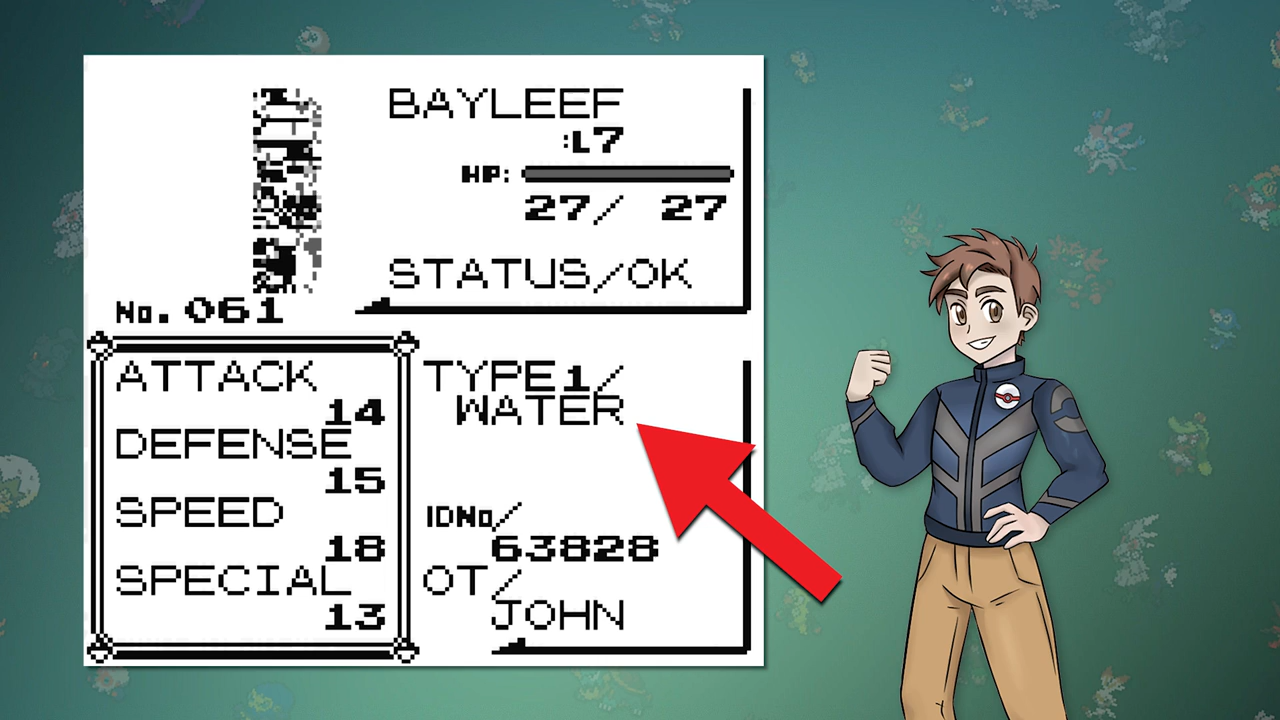 BAYLEEF
:L7
HP:
27/ 27
STATUS/OK
No.061
ATTACK
14
DEFENSE
15
SPEED
18
SPECIAL
13
TYPE1/
WATER
IDNo/
63828
OT/
JOHN